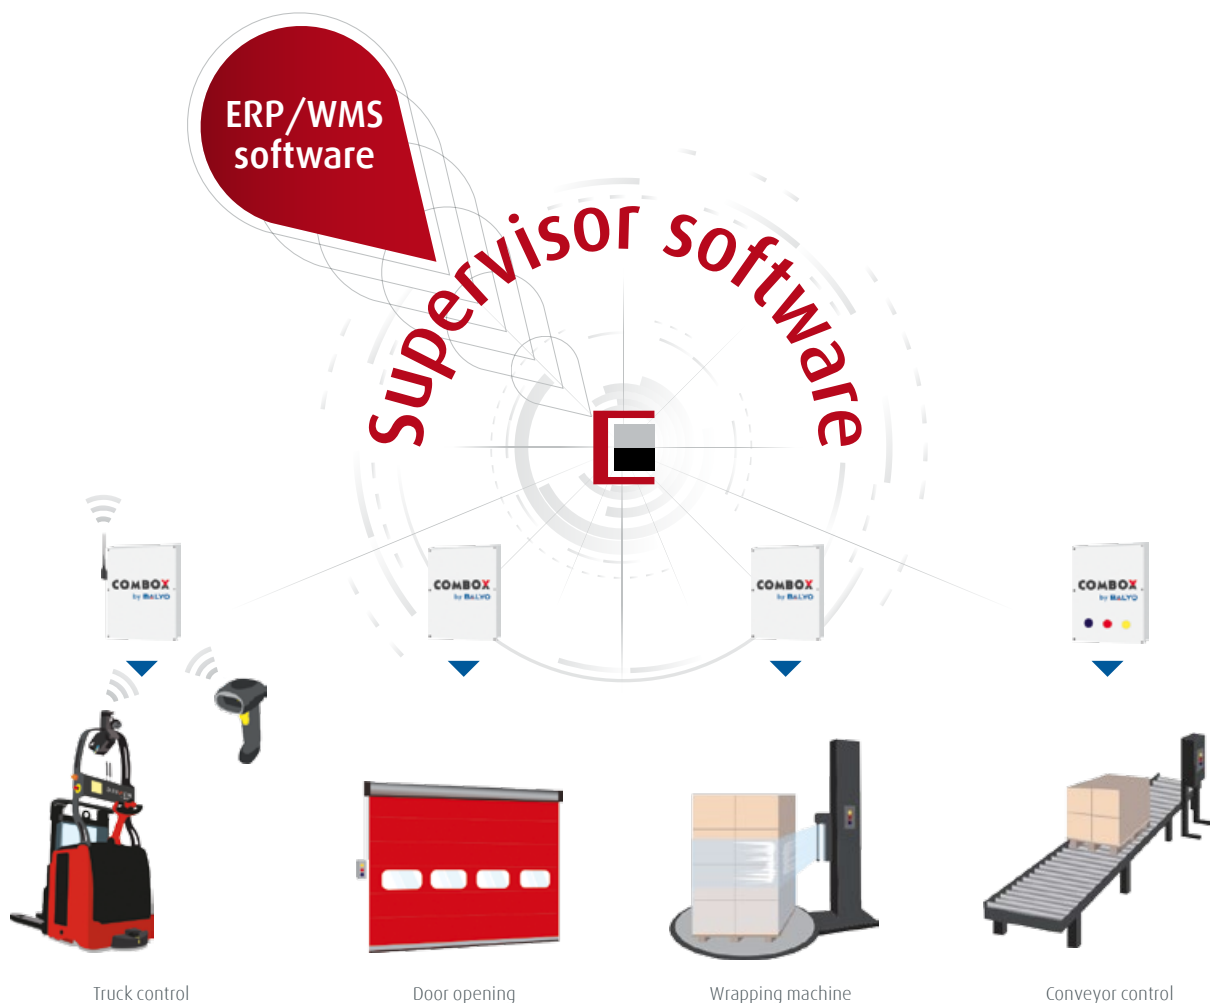 ERP/WMS
software
Supervisor software
COMBOX
by BALYO
COMBOX
by BALYO
COMBOX
by BALYO
COMBOX
by BALYO
Truck control
Door opening
Wrapping machine
Conveyor control